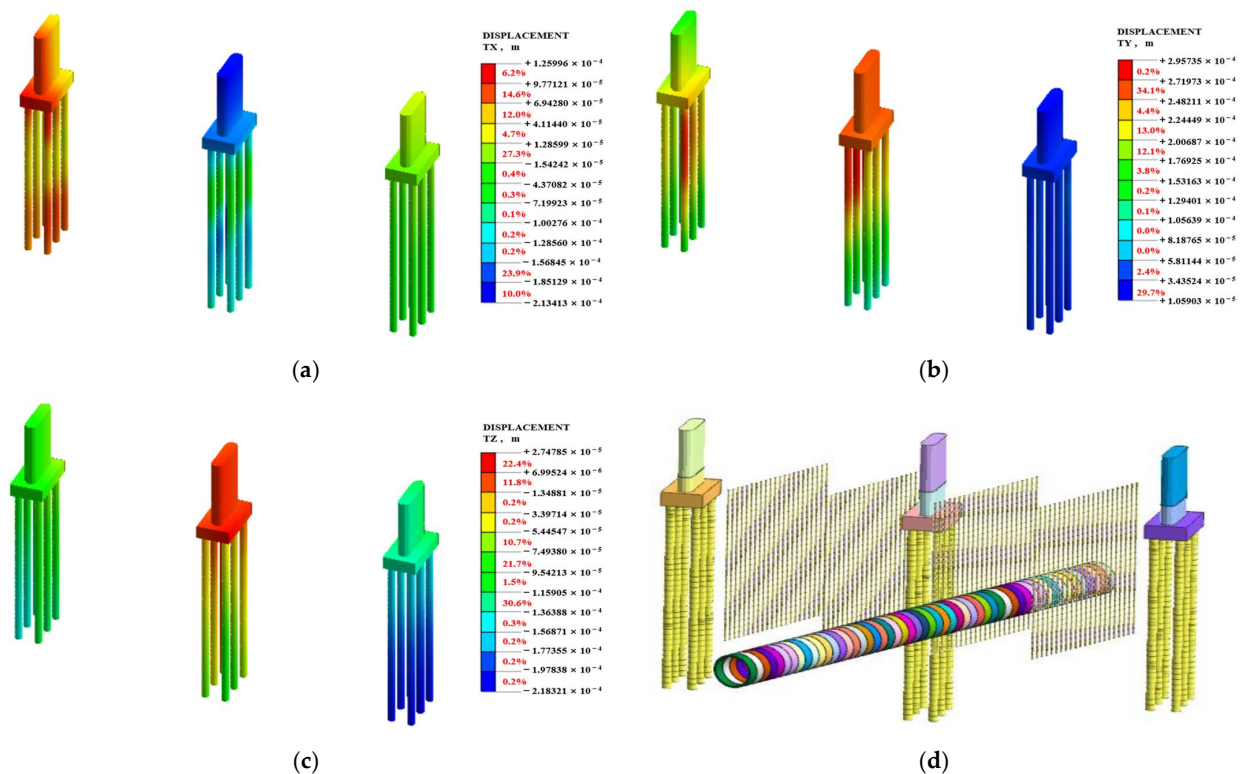 DISPLACEMENT
TX , m
+ 1.25996 × 10⁻⁴
6.2%
+ 9.77121 × 10⁻⁵
14.6%
+ 6.94280 × 10⁻⁵
12.0%
+ 4.11440 × 10⁻⁵
4.7%
+ 1.28599 × 10⁻⁵
27.3%
− 1.54242 × 10⁻⁵
0.4%
− 4.37082 × 10⁻⁵
0.3%
− 7.19923 × 10⁻⁵
0.1%
− 1.00276 × 10⁻⁴
0.2%
− 1.28560 × 10⁻⁴
0.2%
− 1.56845 × 10⁻⁴
23.9%
− 1.85129 × 10⁻⁴
10.0%
− 2.13413 × 10⁻⁴
(a)
DISPLACEMENT
TY , m
+ 2.95735 × 10⁻⁴
0.2%
+ 2.71973 × 10⁻⁴
34.1%
+ 2.48211 × 10⁻⁴
4.4%
+ 2.24449 × 10⁻⁴
13.0%
+ 2.00687 × 10⁻⁴
12.1%
+ 1.76925 × 10⁻⁴
3.8%
+ 1.53163 × 10⁻⁴
0.2%
+ 1.29401 × 10⁻⁴
0.1%
+ 1.05639 × 10⁻⁴
0.0%
+ 8.18765 × 10⁻⁵
0.0%
+ 5.81144 × 10⁻⁵
2.4%
+ 3.43524 × 10⁻⁵
29.7%
+ 1.05903 × 10⁻⁵
(b)
DISPLACEMENT
TZ , m
+ 2.74785 × 10⁻⁵
22.4%
+ 6.99524 × 10⁻⁶
11.8%
− 1.34881 × 10⁻⁵
0.2%
− 3.39714 × 10⁻⁵
0.2%
− 5.44547 × 10⁻⁵
10.7%
− 7.49380 × 10⁻⁵
21.7%
− 9.54213 × 10⁻⁵
1.5%
− 1.15905 × 10⁻⁴
30.6%
− 1.36388 × 10⁻⁴
0.3%
− 1.56871 × 10⁻⁴
0.2%
− 1.77355 × 10⁻⁴
0.2%
− 1.97838 × 10⁻⁴
0.2%
− 2.18321 × 10⁻⁴
(c)
(d)